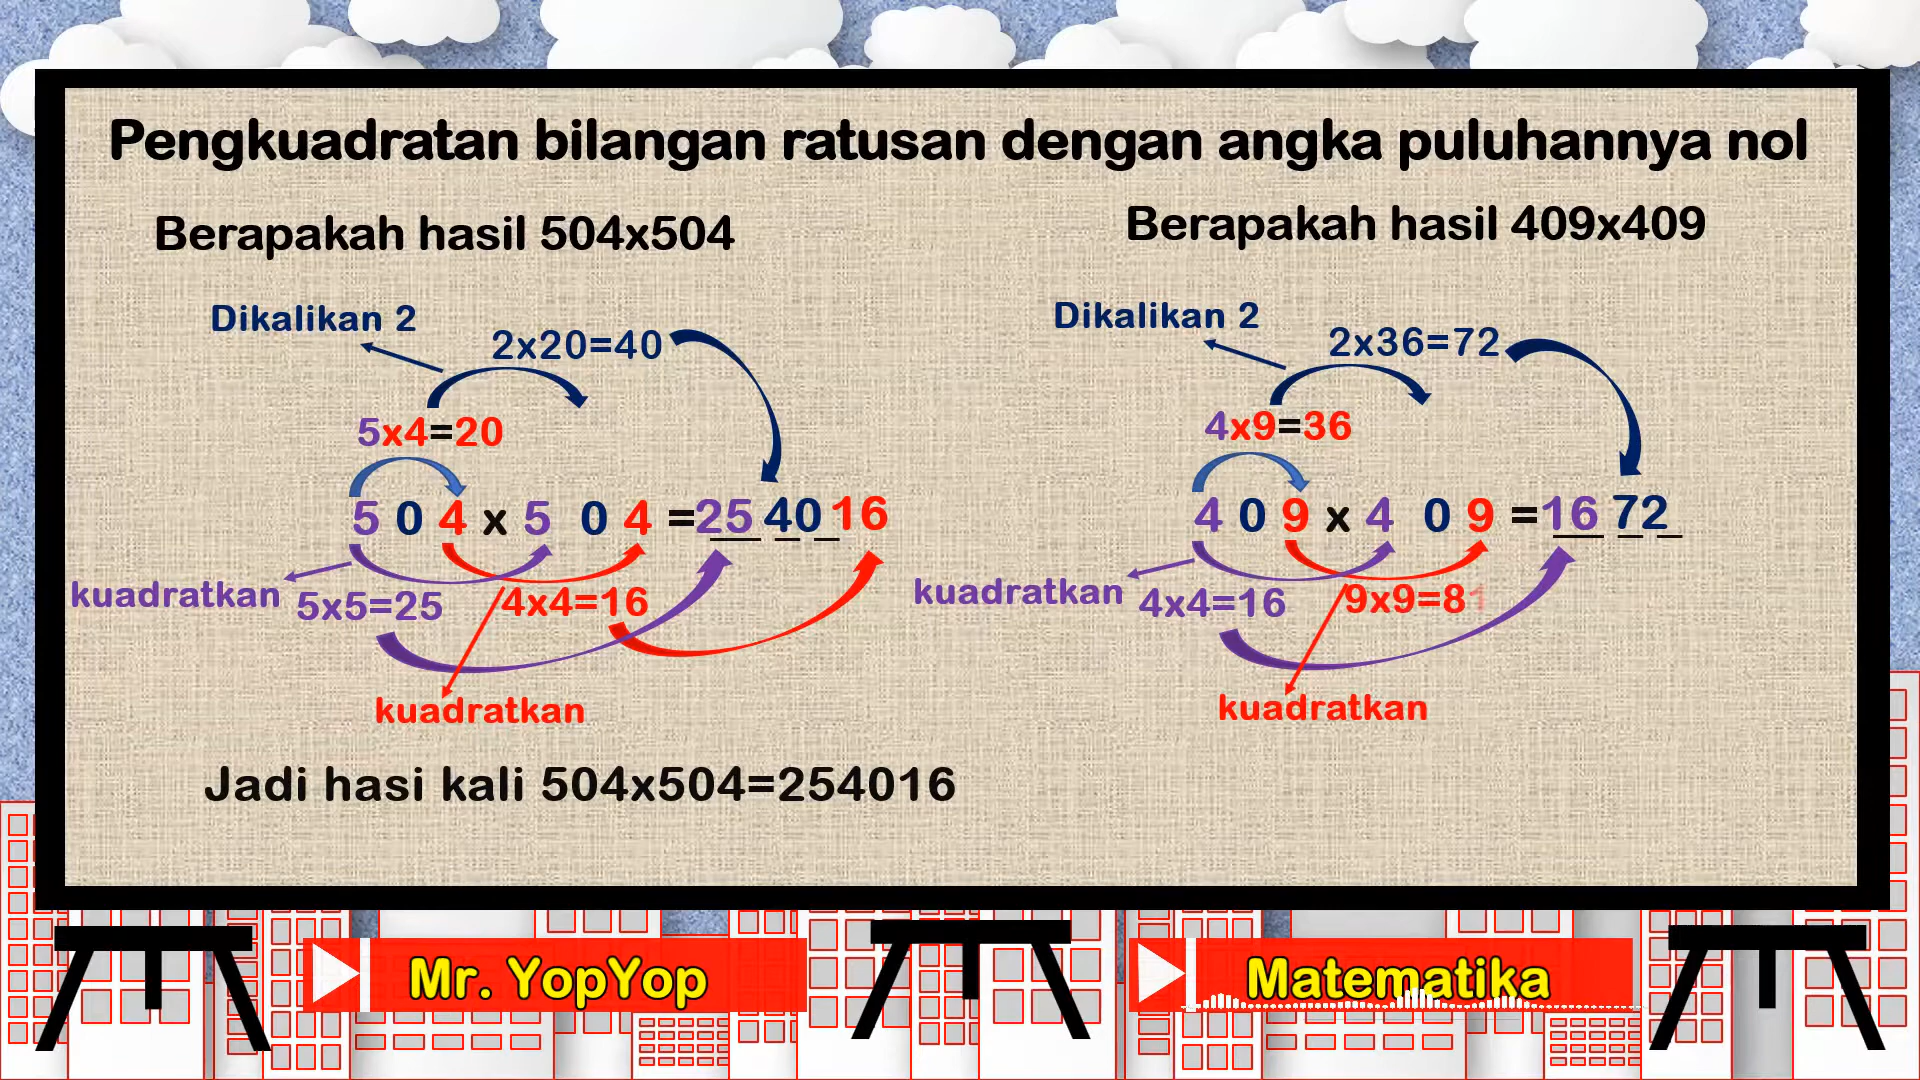 Pengkuadratan bilangan ratusan dengan angka puluhannya nol
Berapakah hasil 504x504
Dikalikan 2
2x20=40
5x4=20
5 0 4 x 5 0 4 =25 40 16
kuadratkan
5x5=25
4x4=16
kuadratkan
Jadi hasi kali 504x504=254016
Berapakah hasil 409x409
Dikalikan 2
2x36=72
4x9=36
4 0 9 x 4 0 9 =16 72
kuadratkan
4x4=16
9x9=81
kuadratkan
Mr. YopYop
Matematika